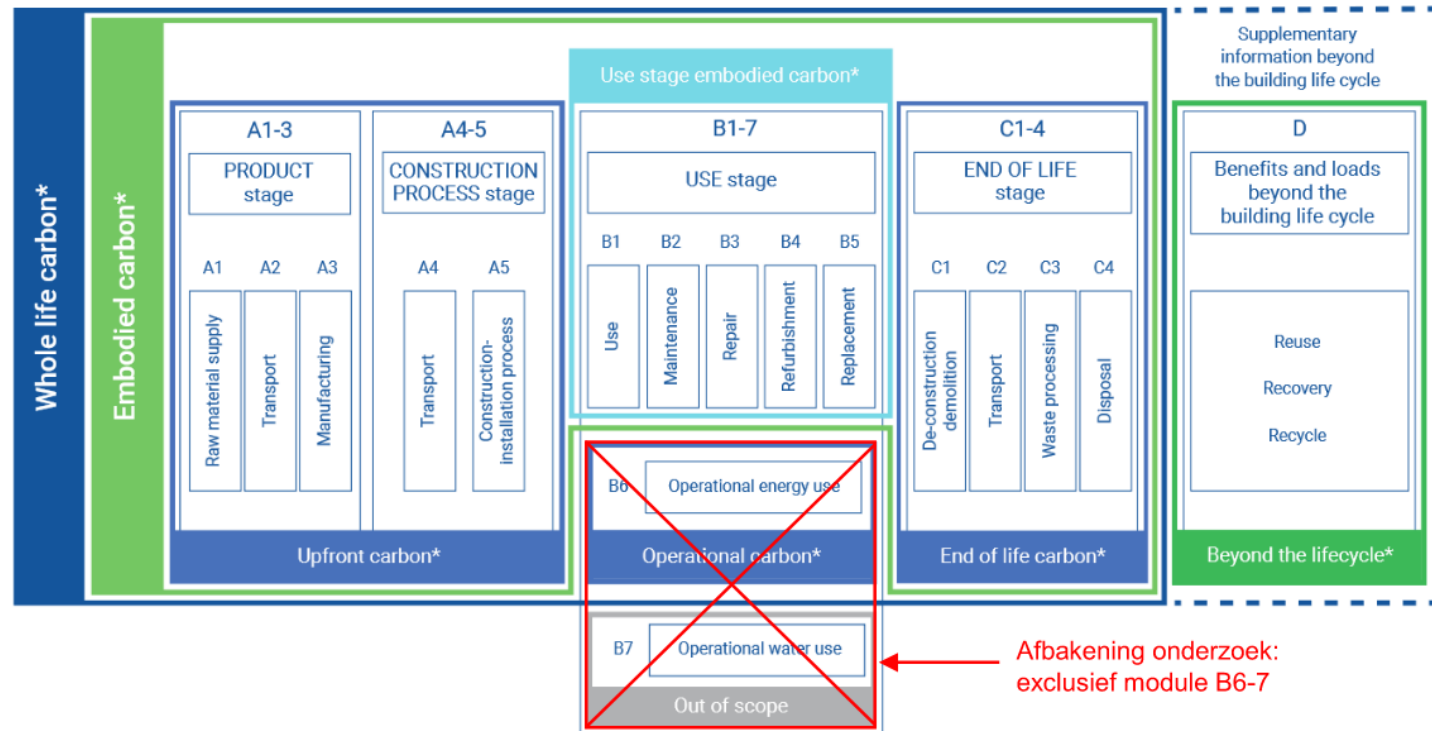 Whole life carbon*
Embodied carbon*
Use stage embodied carbon*
Supplementary
information beyond
the building life cycle
A1-3
PRODUCT
stage
A1
A2
A3
Raw material supply
Transport
Manufacturing
A4-5
CONSTRUCTION
PROCESS stage
A4
A5
Transport
Construction-
installation process
Upfront carbon*
B1-7
USE stage
B1
B2
B3
B4
B5
Use
Maintenance
Repair
Refurbishment
Replacement
B6
Operational energy use
Operational carbon*
B7
Operational water use
Out of scope
C1-4
END OF LIFE
stage
C1
C2
C3
C4
De-construction
demolition
Transport
Waste processing
Disposal
End of life carbon*
D
Benefits and loads
beyond the
building life cycle
Reuse
Recovery
Recycle
Beyond the lifecycle*
Afbakening onderzoek:
exclusief module B6-7